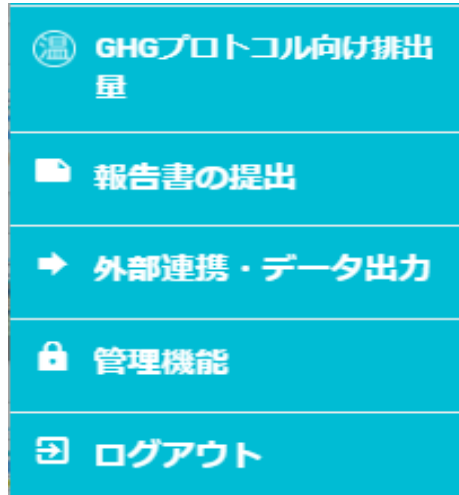 温 GHGプロトコル向け排出
量
報告書の提出
外部連携・データ出力
管理機能
ログアウト